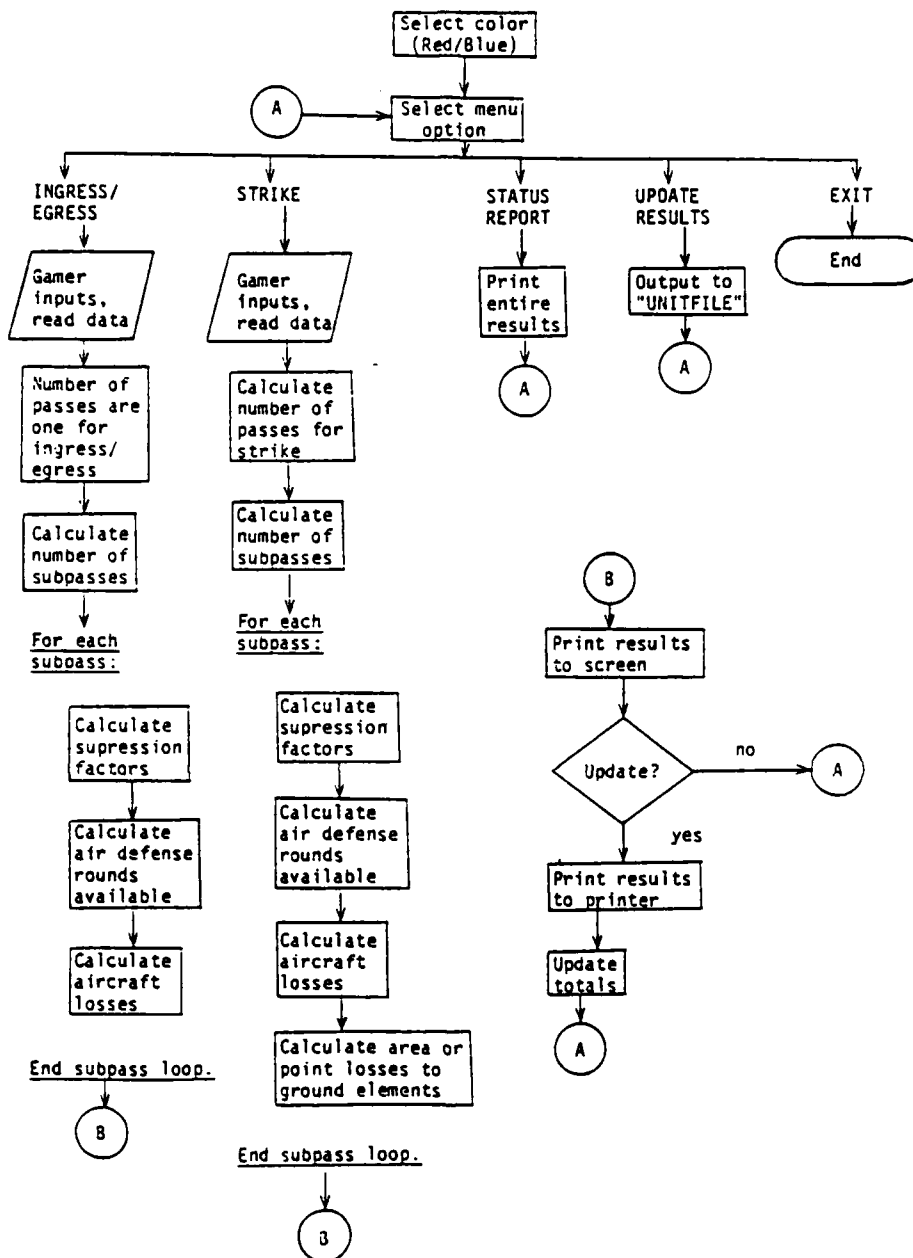 Select color
(Red/Blue)
A
Select menu
option
INGRESS/
EGRESS
Gamer
inputs,
read data
Number of
passes are
one for
ingress/
egress
Calculate
number of
subpasses
For each
subpass:
Calculate
supression
factors
Calculate
air defense
rounds
available
Calculate
aircraft
losses
End subpass loop.
B
STRIKE
Gamer
inputs,
read data
Calculate
number of
passes for
strike
Calculate
number of
subpasses
For each
subpass:
Calculate
supression
factors
Calculate
air defense
rounds
available
Calculate
aircraft
losses
Calculate area or
point losses to
ground elements
End subpass loop.
B
STATUS
REPORT
Print
entire
results
A
UPDATE
RESULTS
Output to
"UNITFILE"
A
EXIT
End
B
Print results
to screen
Update?
no
A
yes
Print results
to printer
Update
totals
A